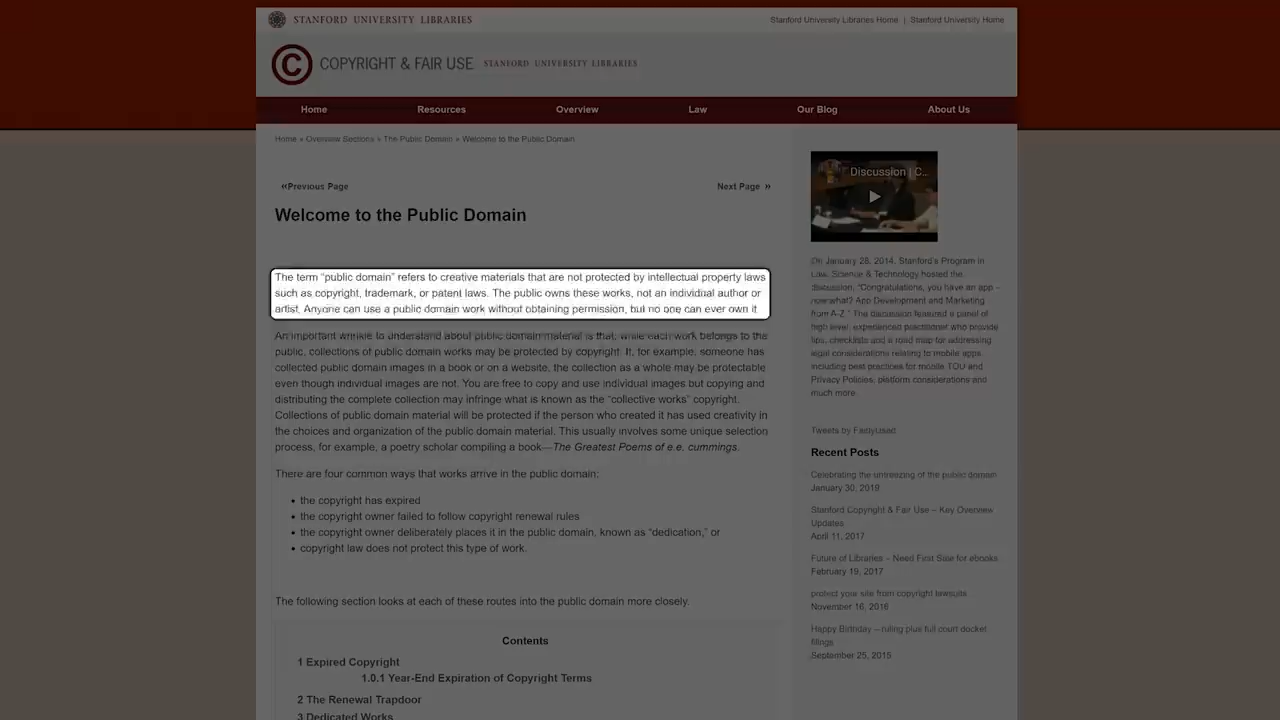 STANFORD UNIVERSITY LIBRARIES
Stanford University Libraries Home | Stanford University Home
© COPYRIGHT & FAIR USE STANFORD UNIVERSITY LIBRARIES
Home Resources Overview Law Our Blog About Us
Home » Overview Sections » The Public Domain » Welcome to the Public Domain
«Previous Page
Next Page »
Welcome to the Public Domain
The term “public domain” refers to creative materials that are not protected by intellectual property laws
such as copyright, trademark, or patent laws. The public owns these works, not an individual author or
artist. Anyone can use a public domain work without obtaining permission, but no one can ever own it
An important wrinkle to understand about public domain material is that, while each work belongs to the
public, collections of public domain works may be protected by copyright. If, for example, someone has
collected public domain images in a book or on a website, the collection as a whole may be protectable
even though individual images are not. You are free to copy and use individual images but copying and
distributing the complete collection may infringe what is known as the “collective works” copyright.
Collections of public domain material will be protected if the person who created it has used creativity in
the choices and organization of the public domain material. This usually involves some unique selection
process, for example, a poetry scholar compiling a book—The Greatest Poems of e.e. cummings.
There are four common ways that works arrive in the public domain:
• the copyright has expired
• the copyright owner failed to follow copyright renewal rules
• the copyright owner deliberately places it in the public domain, known as “dedication,” or
• copyright law does not protect this type of work.
The following section looks at each of these routes into the public domain more closely.
Contents
1 Expired Copyright
1.0.1 Year-End Expiration of Copyright Terms
2 The Renewal Trapdoor
3 Dedicated Works
Discussion | C...
On January 28, 2014, Stanford's Program in
Law, Science & Technology hosted the
discussion, “Congratulations, you have an app –
now what? App Development and Marketing
from A-Z.” The discussion featured a panel of
high level, experienced practitioner who provide
tips, checklists and a road map for addressing
legal considerations relating to mobile apps
including best practices for mobile TOU and
Privacy Policies, platform considerations and
much more.
Tweets by FairlyUsed
Recent Posts
Celebrating the unfreezing of the public domain
January 30, 2019
Stanford Copyright & Fair Use – Key Overview
Updates
April 11, 2017
Future of Libraries – Need First Sale for ebooks
February 19, 2017
protect your site from copyright lawsuits
November 16, 2016
Happy Birthday – ruling plus full court docket
filings
September 25, 2015